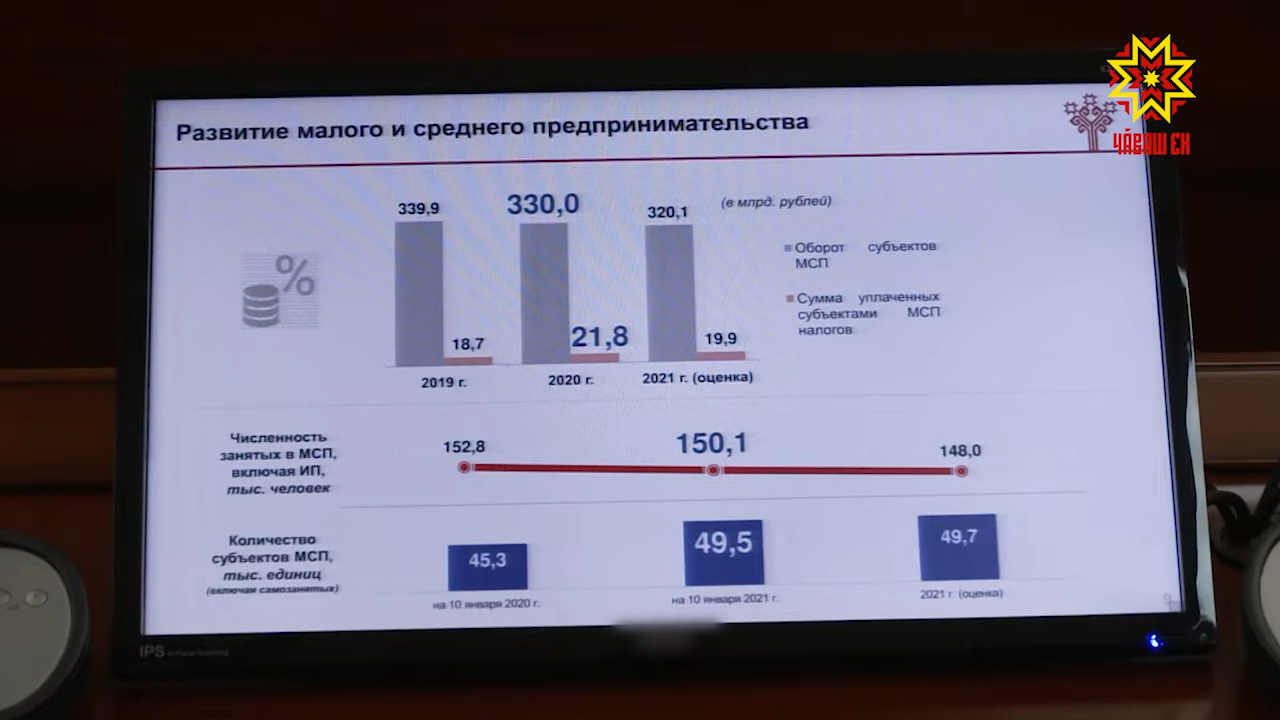 ЧӐВАШ ЕН
Развитие малого и среднего предпринимательства
339,9
330,0
320,1
(в млрд. рублей)
Оборот субъектов
МСП
Сумма уплаченных
субъектами МСП
налогов
%
18,7
21,8
19,9
2019 г.
2020 г.
2021 г. (оценка)
Численность
занятых в МСП,
включая ИП,
тыс. человек
152,8
150,1
148,0
Количество
субъектов МСП,
тыс. единиц
(включая самозанятых)
45,3
49,5
49,7
на 10 января 2020 г.
на 10 января 2021 г.
2021 г. (оценка)
9
IPS